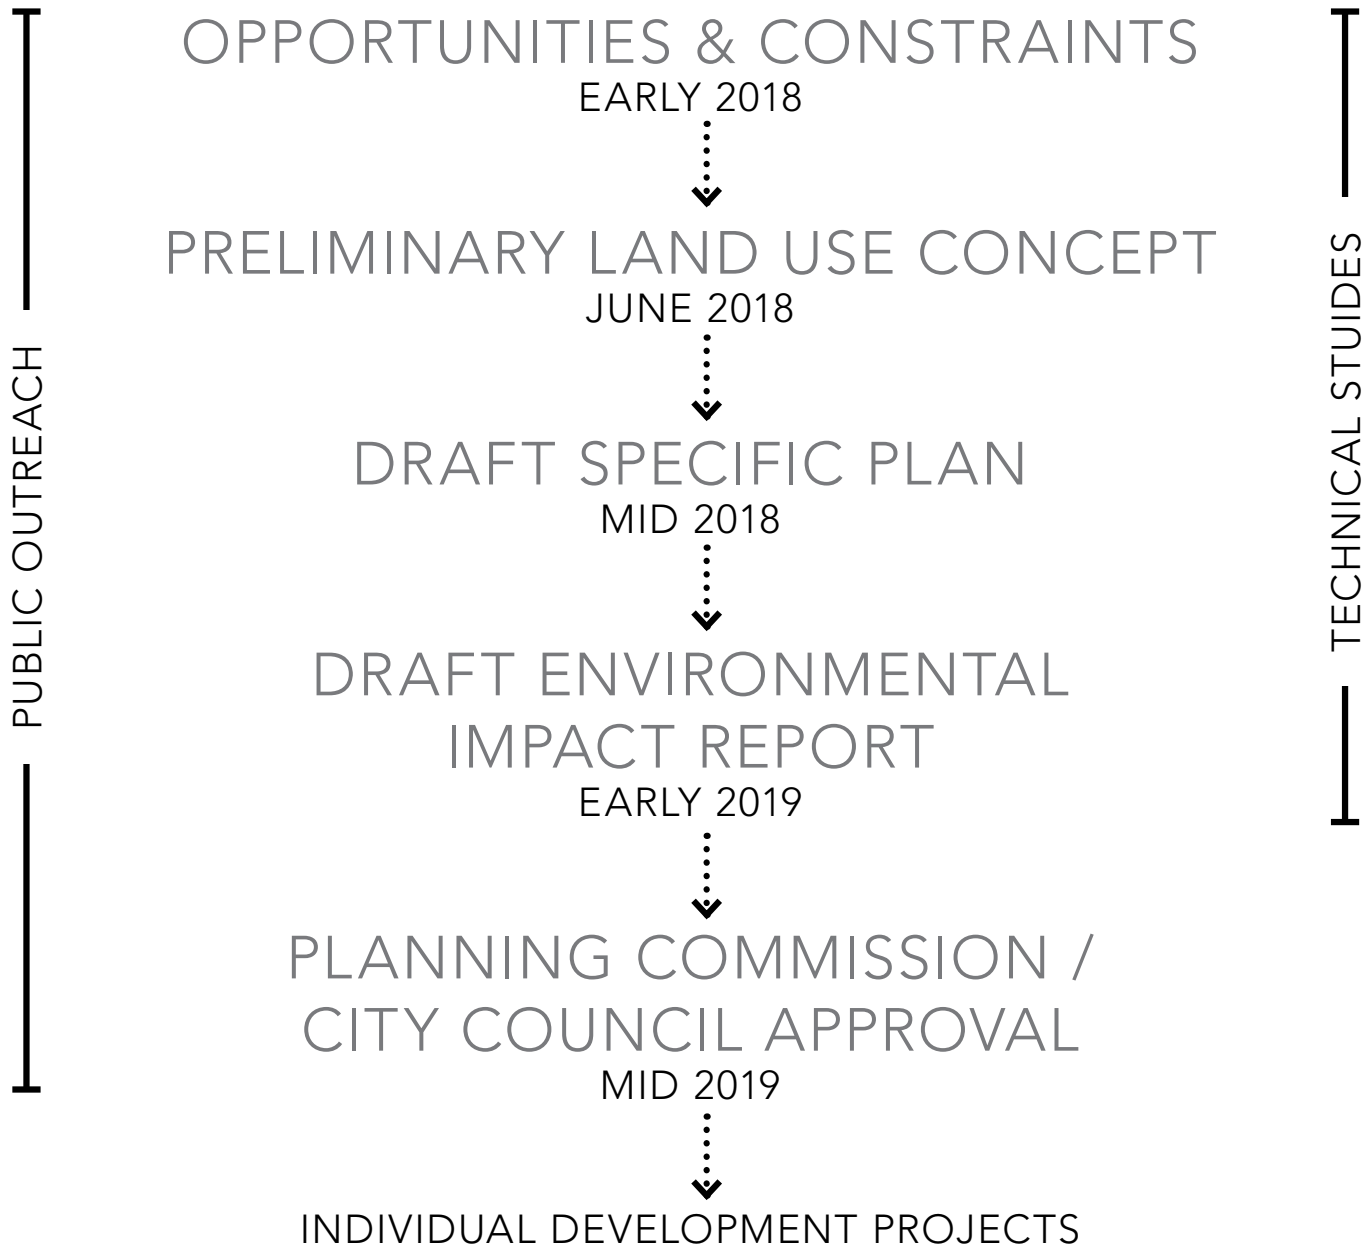 OPPORTUNITIES & CONSTRAINTS
EARLY 2018
PRELIMINARY LAND USE CONCEPT
JUNE 2018
DRAFT SPECIFIC PLAN
MID 2018
DRAFT ENVIRONMENTAL
IMPACT REPORT
EARLY 2019
PLANNING COMMISSION /
CITY COUNCIL APPROVAL
MID 2019
INDIVIDUAL DEVELOPMENT PROJECTS
PUBLIC OUTREACH
TECHNICAL STUIDES